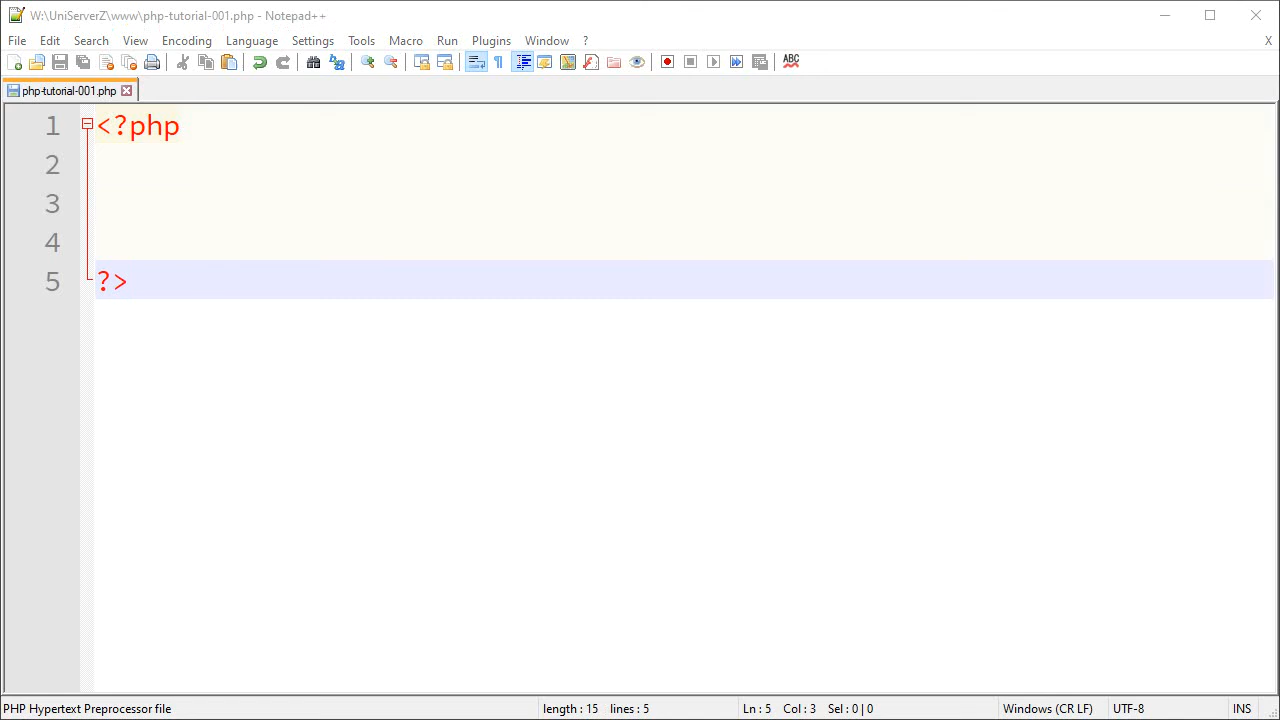 W:\UniServerZ\www\php-tutorial-001.php - Notepad++
File Edit Search View Encoding Language Settings Tools Macro Run Plugins Window ? X
ABC
php-tutorial-001.php
1 <?php
2
3
4
5 ?>
PHP Hypertext Preprocessor file length : 15 lines : 5 Ln : 5 Col : 3 Sel : 0 | 0 Windows (CR LF) UTF-8 INS